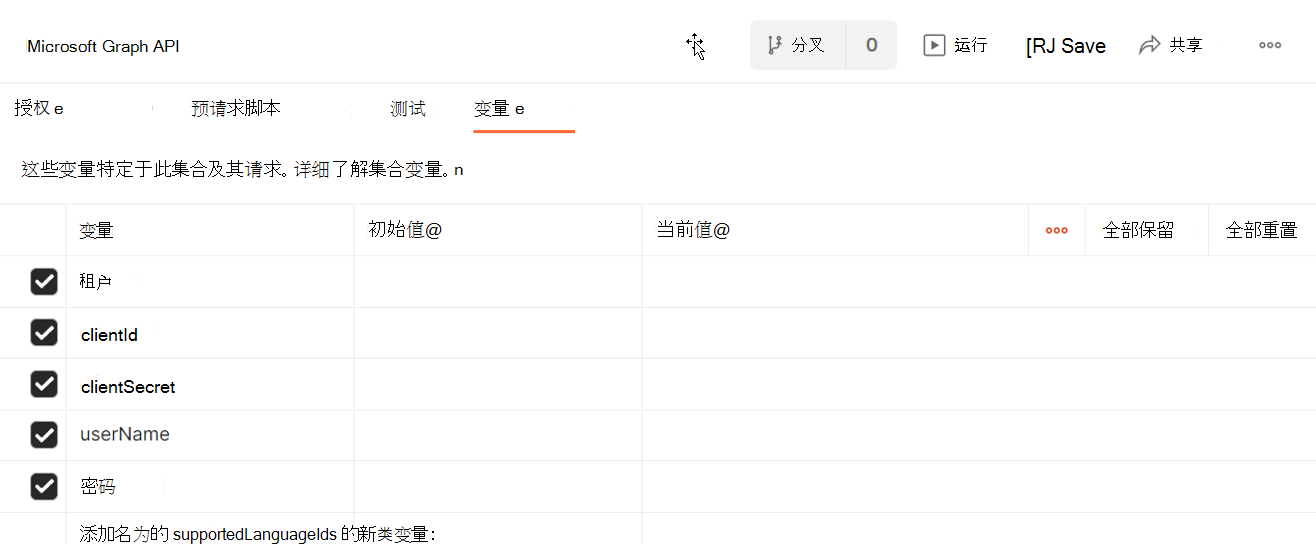 Microsoft Graph API
分叉 0 运行 [RJ Save 共享
授权 e 预请求脚本 测试 变量 e
这些变量特定于此集合及其请求。详细了解集合变量。n
变量 初始值@ 当前值@ 全部保留 全部重置
租户
clientId
clientSecret
userName
密码
添加名为的 supportedLanguageIds 的新类变量：